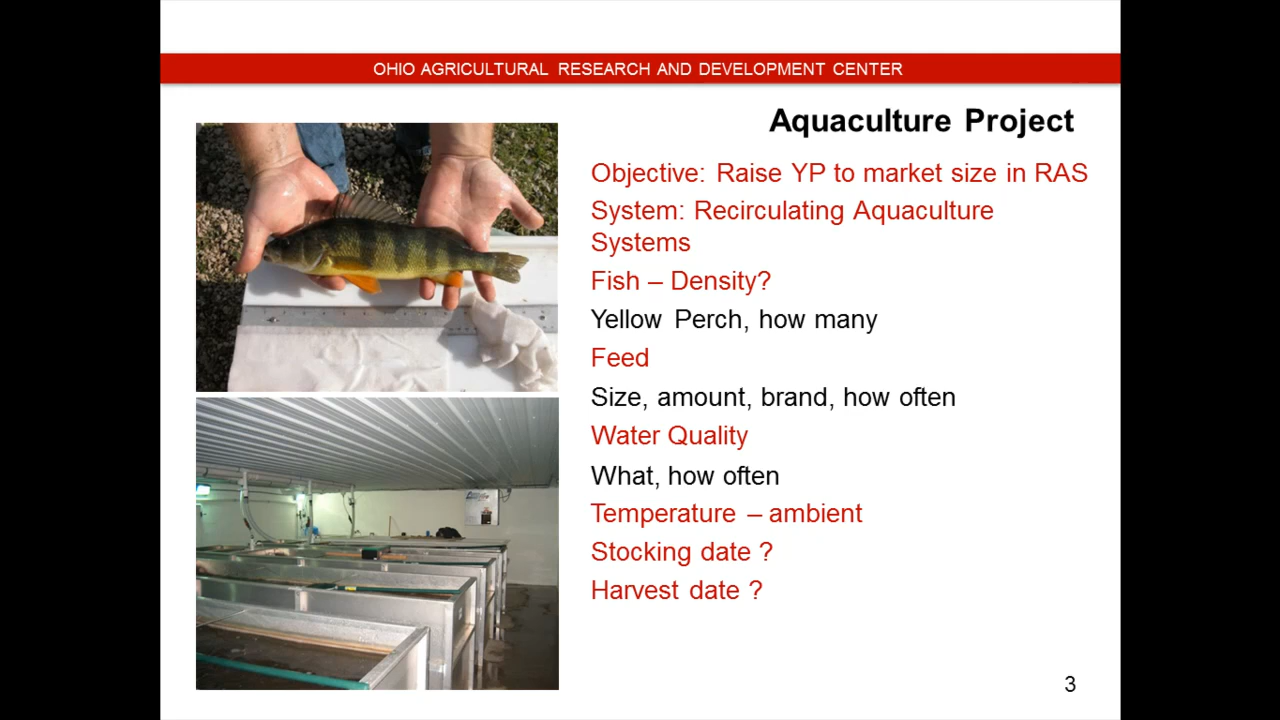 OHIO AGRICULTURAL RESEARCH AND DEVELOPMENT CENTER
Aquaculture Project
Objective: Raise YP to market size in RAS
System: Recirculating Aquaculture
Systems
Fish – Density?
Yellow Perch, how many
Feed
Size, amount, brand, how often
Water Quality
What, how often
Temperature – ambient
Stocking date ?
Harvest date ?
3